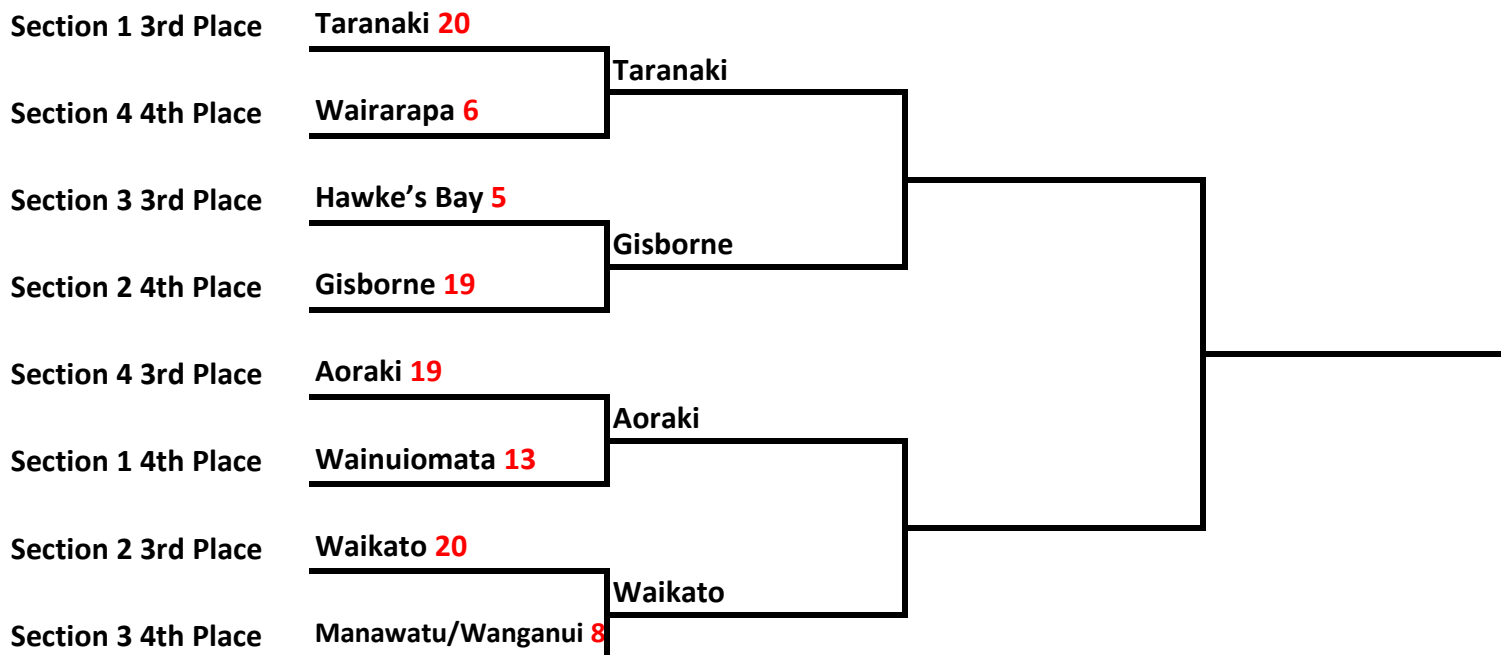 Section 1 3rd Place Taranaki 20
Taranaki
Section 4 4th Place Wairarapa 6
Section 3 3rd Place Hawke’s Bay 5
Gisborne
Section 2 4th Place Gisborne 19
Section 4 3rd Place Aoraki 19
Aoraki
Section 1 4th Place Wainuiomata 13
Section 2 3rd Place Waikato 20
Waikato
Section 3 4th Place Manawatu/Wanganui 8